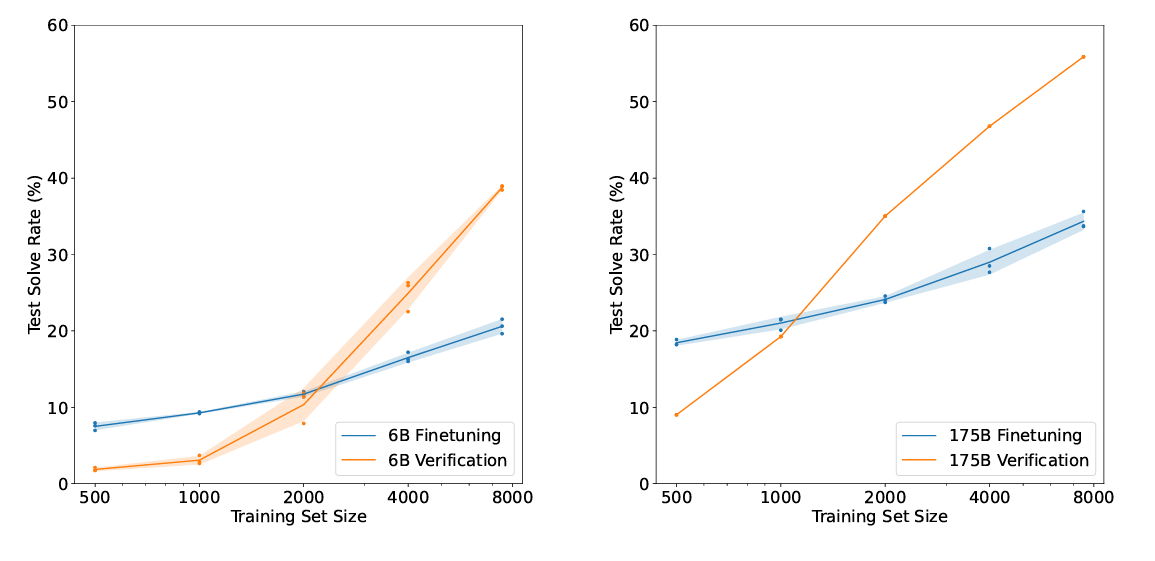 60
50
40
30
20
10
0
Test Solve Rate (%)
500 1000 2000 4000 8000
Training Set Size
6B Finetuning
6B Verification
60
50
40
30
20
10
0
Test Solve Rate (%)
500 1000 2000 4000 8000
Training Set Size
175B Finetuning
175B Verification